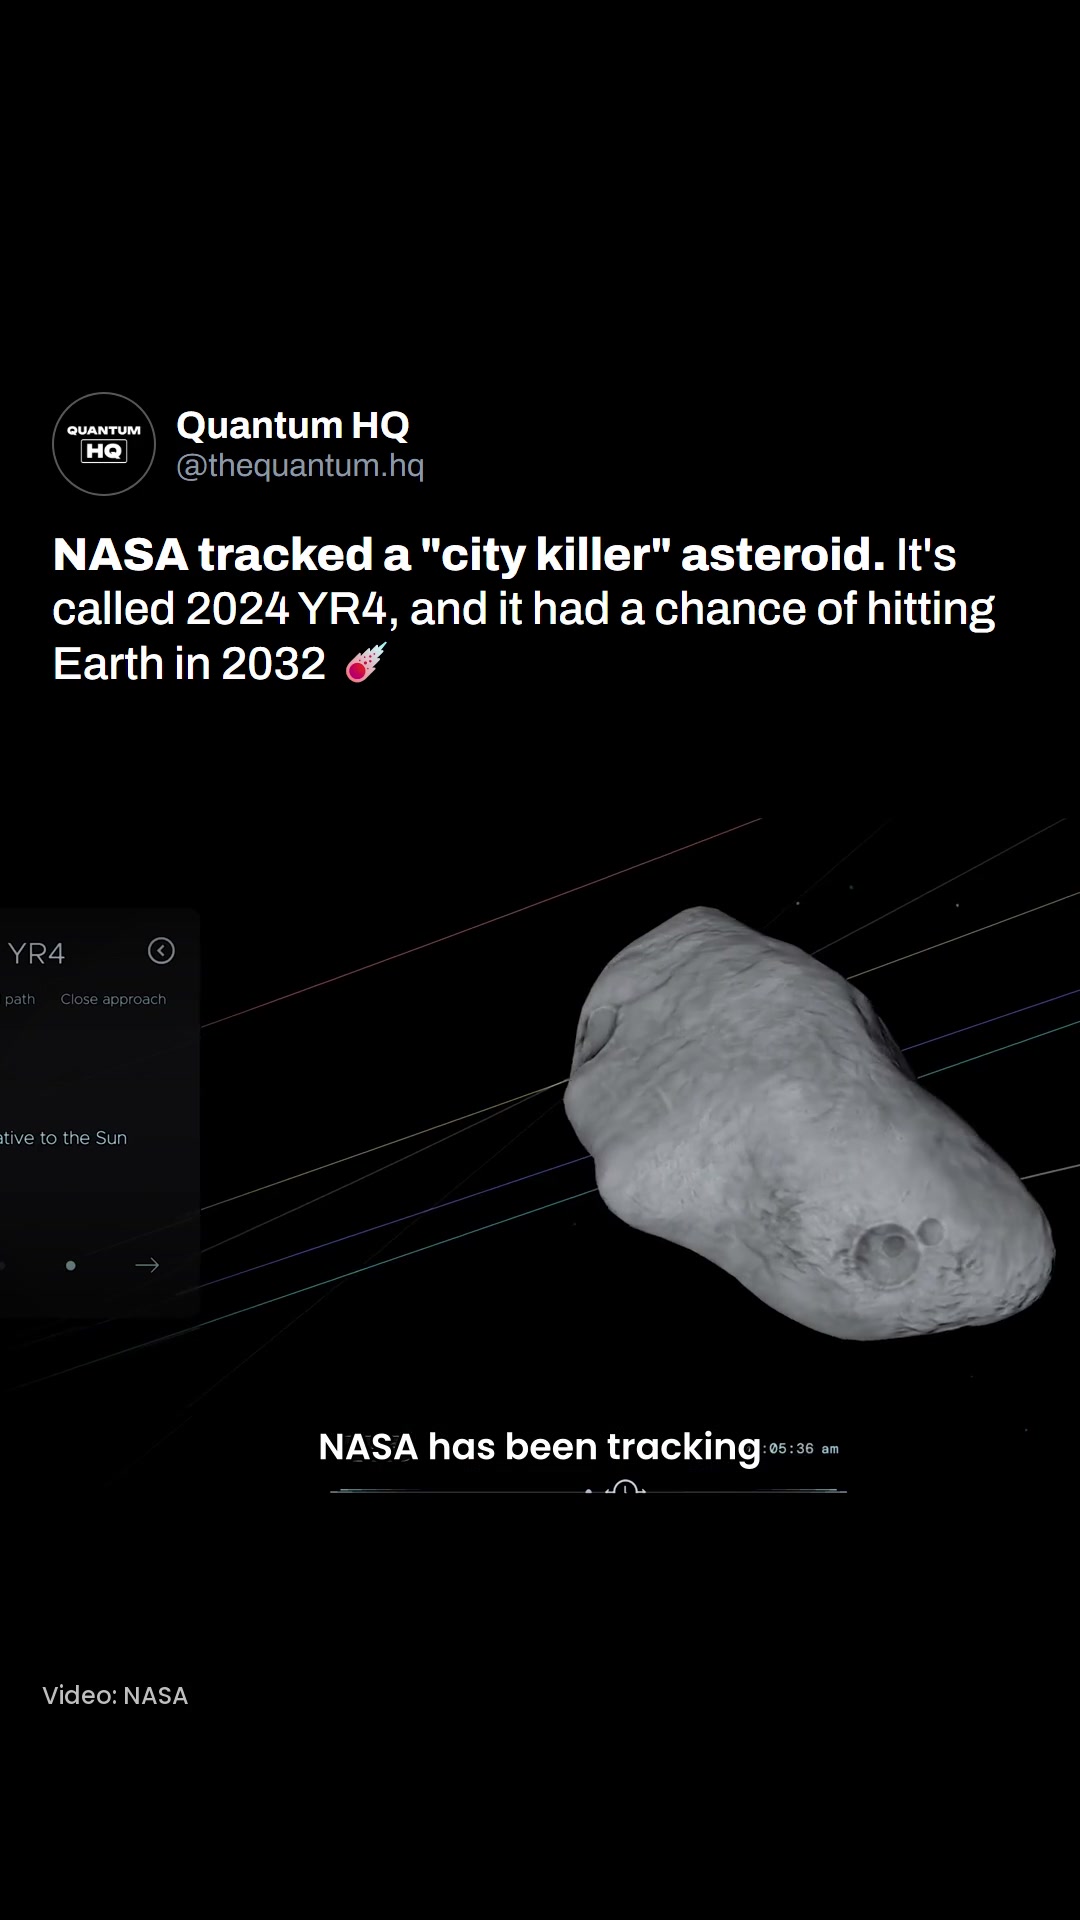 QUANTUM
HQ
Quantum HQ
@thequantum.hq
NASA tracked a "city killer" asteroid. It's
called 2024 YR4, and it had a chance of hitting
Earth in 2032 ☄️
YR4
path Close approach
ative to the Sun
NASA has been tracking
:05:36 am
Video: NASA